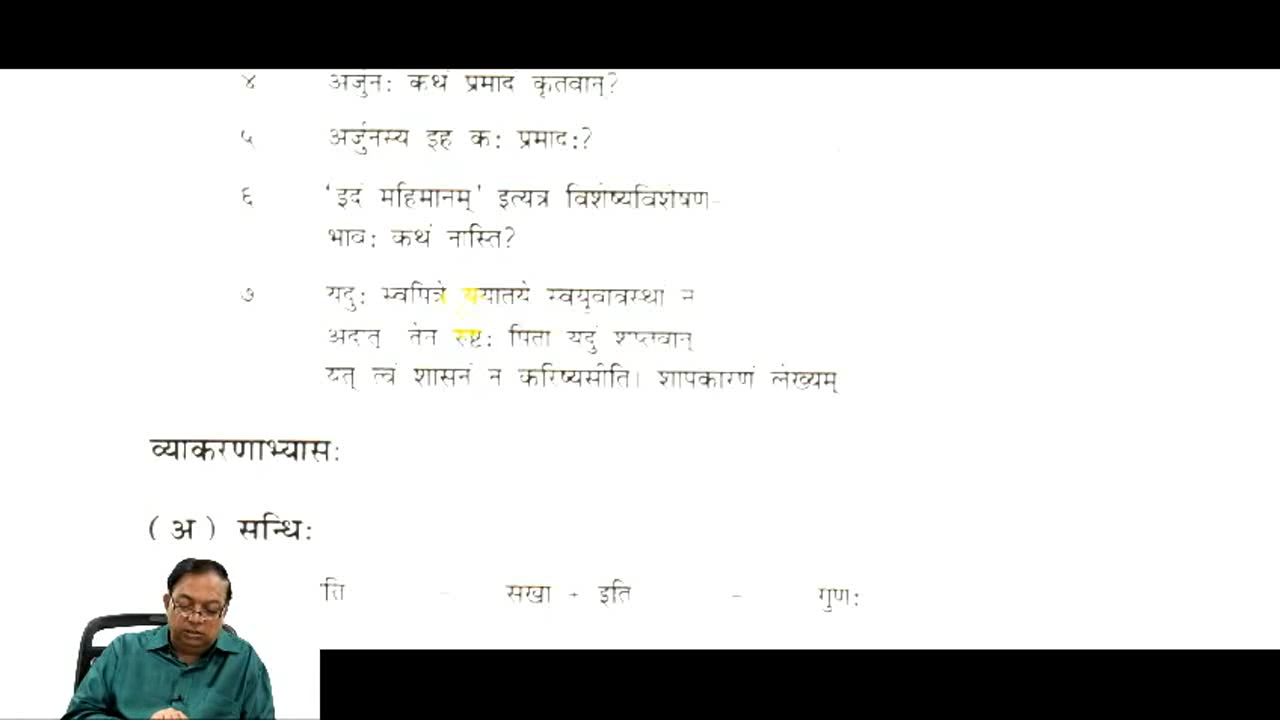 ४ अर्जुनः कथं प्रमादं कृतवान्?
५ अर्जुनस्य इह कः प्रमादः?
६ 'इदं महिमानम्' इत्यत्र विशेष्यविशेषण-
भावः कथं नास्ति?
७ यदुः स्वपित्रे ययातये स्वयुवावस्थां न
अदात् तेन रुष्टः पिता यदुं शप्तवान्
यत् त्वं शासनं न करिष्यसीति। शापकारणं लेख्यम्
व्याकरणाभ्यासः
(अ) सन्धिः
ति - सखा + इति - गुणः